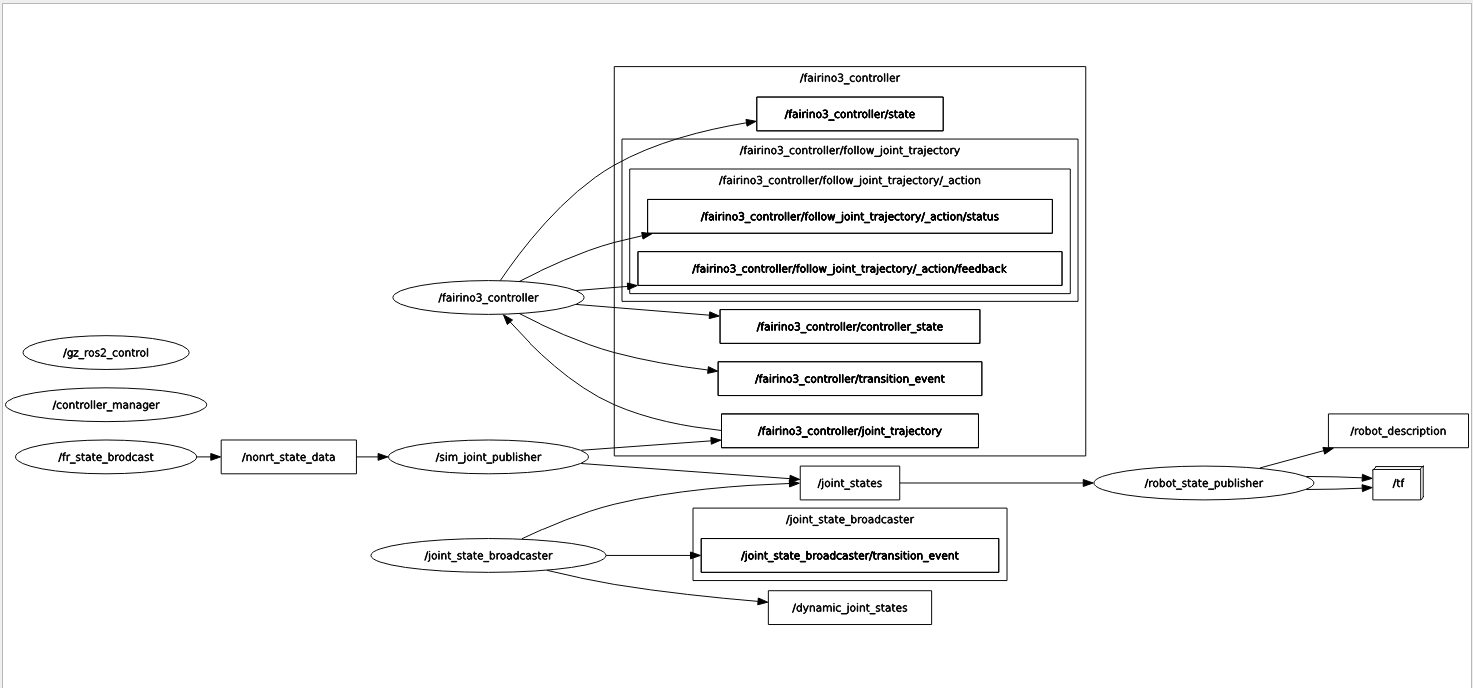 /fairino3_controller
/fairino3_controller/state
/fairino3_controller/follow_joint_trajectory
/fairino3_controller/follow_joint_trajectory/_action
/fairino3_controller/follow_joint_trajectory/_action/status
/fairino3_controller/follow_joint_trajectory/_action/feedback
/fairino3_controller
/fairino3_controller/controller_state
/gz_ros2_control
/fairino3_controller/transition_event
/controller_manager
/fairino3_controller/joint_trajectory
/robot_description
/fr_state_brodcast
/nonrt_state_data
/sim_joint_publisher
/joint_states
/robot_state_publisher
/tf
/joint_state_broadcaster
/joint_state_broadcaster
/joint_state_broadcaster/transition_event
/dynamic_joint_states